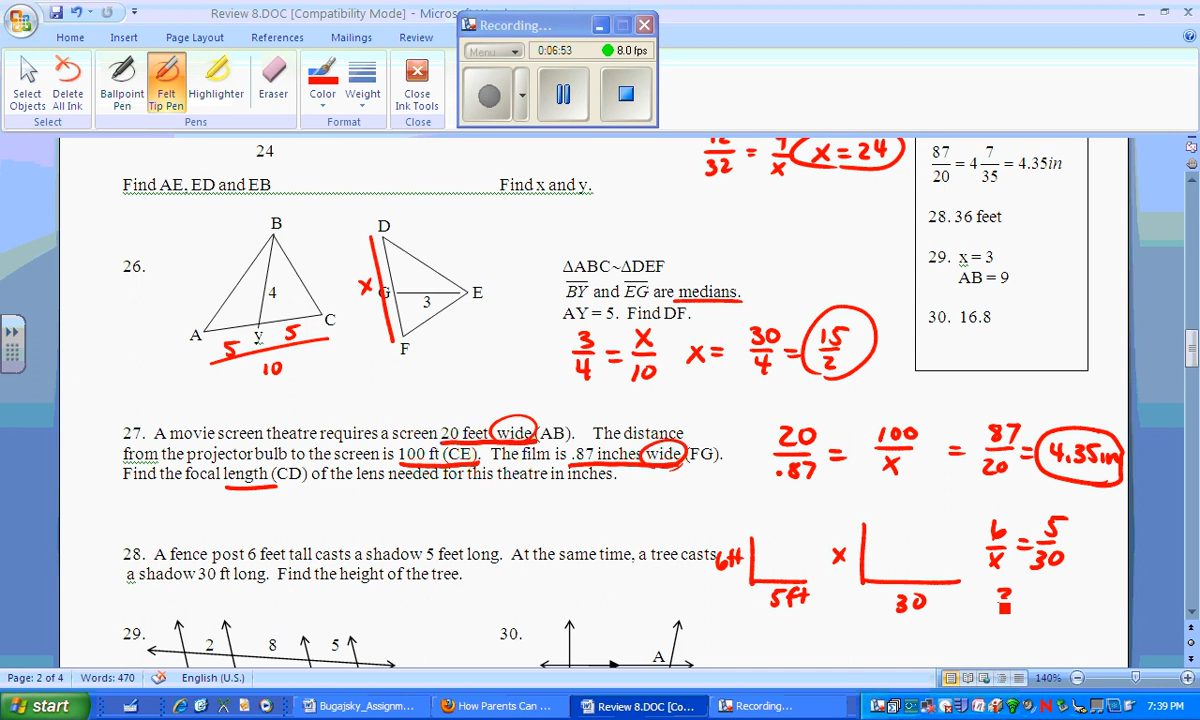 Review 8.DOC [Compatibility Mode] - Micros
Recording...
Home Insert Page Layout References Mailings Review
Menu 0:06:53 8.0 fps
Select Objects
Delete All Ink
Ballpoint Pen
Felt Tip Pen
Highlighter
Eraser
Color
Weight
Close Ink Tools
Select Pens Format Close
24
32 = x x = 24
87/20 = 4 7/35 = 4.35in
Find AE, ED and EB Find x and y.
28. 36 feet
29. x = 3
AB = 9
30. 16.8
26.
B
4
A
y
C
5 5
10
D
x
G
3
E
F
ΔABC~ΔDEF
BY and EG are medians.
AY = 5. Find DF.
3/4 = x/10 x = 30/4 = 15/2
27. A movie screen theatre requires a screen 20 feet wide (AB). The distance
from the projector bulb to the screen is 100 ft (CE). The film is .87 inches wide (FG).
Find the focal length (CD) of the lens needed for this theatre in inches.
20/.87 = 100/x = 87/20 = 4.35in
28. A fence post 6 feet tall casts a shadow 5 feet long. At the same time, a tree casts
a shadow 30 ft long. Find the height of the tree.
6ft 5ft x 30 6/x = 5/30
29.
2 8 5
30.
A
Page: 2 of 4 Words: 470 English (U.S.) 140%
start Bugajsky_Assignm... How Parents Can ... Review 8.DOC [Co... Recording... 7:39 PM